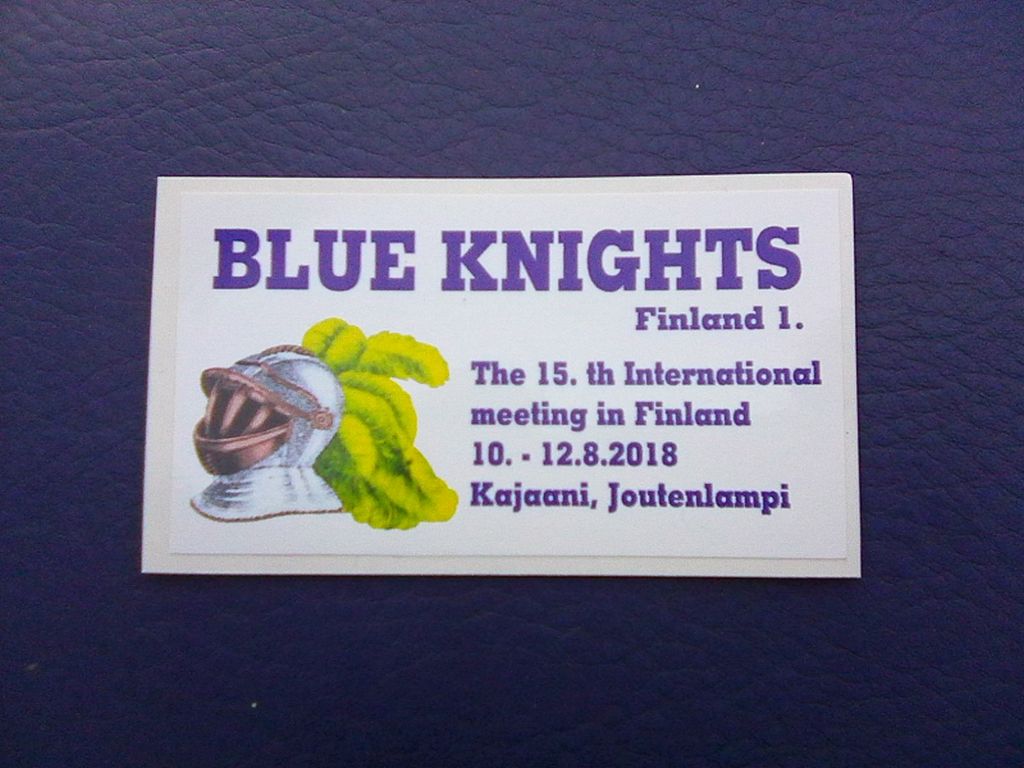 BLUE KNIGHTS
Finland 1.
The 15. th International
meeting in Finland
10. - 12.8.2018
Kajaani, Joutenlampi